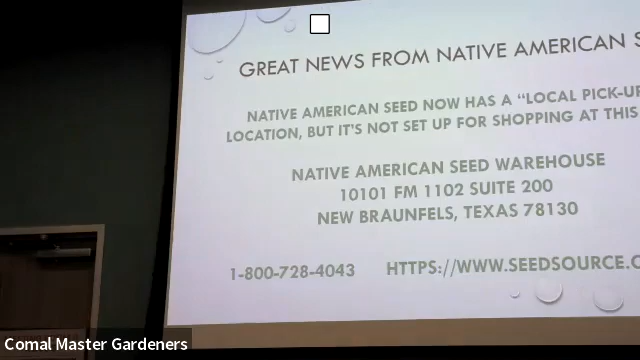 GREAT NEWS FROM NATIVE AMERICAN S
NATIVE AMERICAN SEED NOW HAS A “LOCAL PICK-UP
LOCATION, BUT IT'S NOT SET UP FOR SHOPPING AT THIS
NATIVE AMERICAN SEED WAREHOUSE
10101 FM 1102 SUITE 200
NEW BRAUNFELS, TEXAS 78130
1-800-728-4043 HTTPS://WWW.SEEDSOURCE.C
Comal Master Gardeners